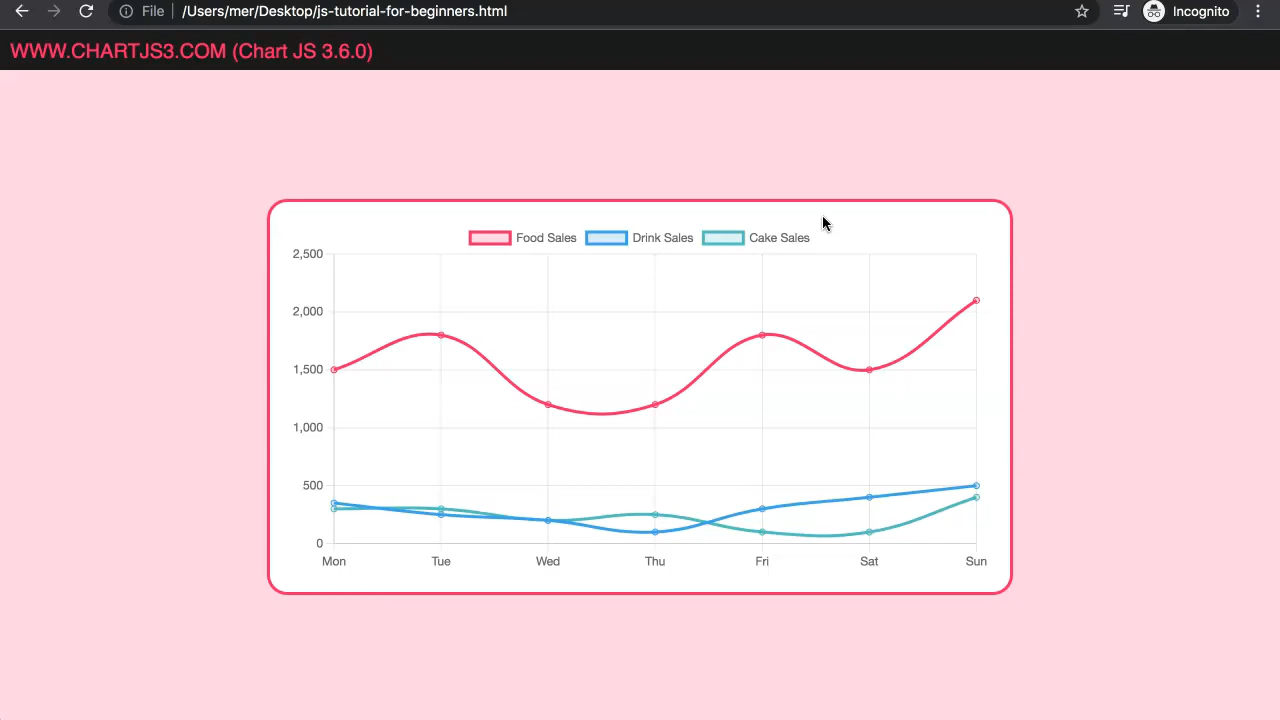 File /Users/mer/Desktop/js-tutorial-for-beginners.html Incognito
WWW.CHARTJS3.COM (Chart JS 3.6.0)
Food Sales Drink Sales Cake Sales
2,500
2,000
1,500
1,000
500
0
Mon Tue Wed Thu Fri Sat Sun